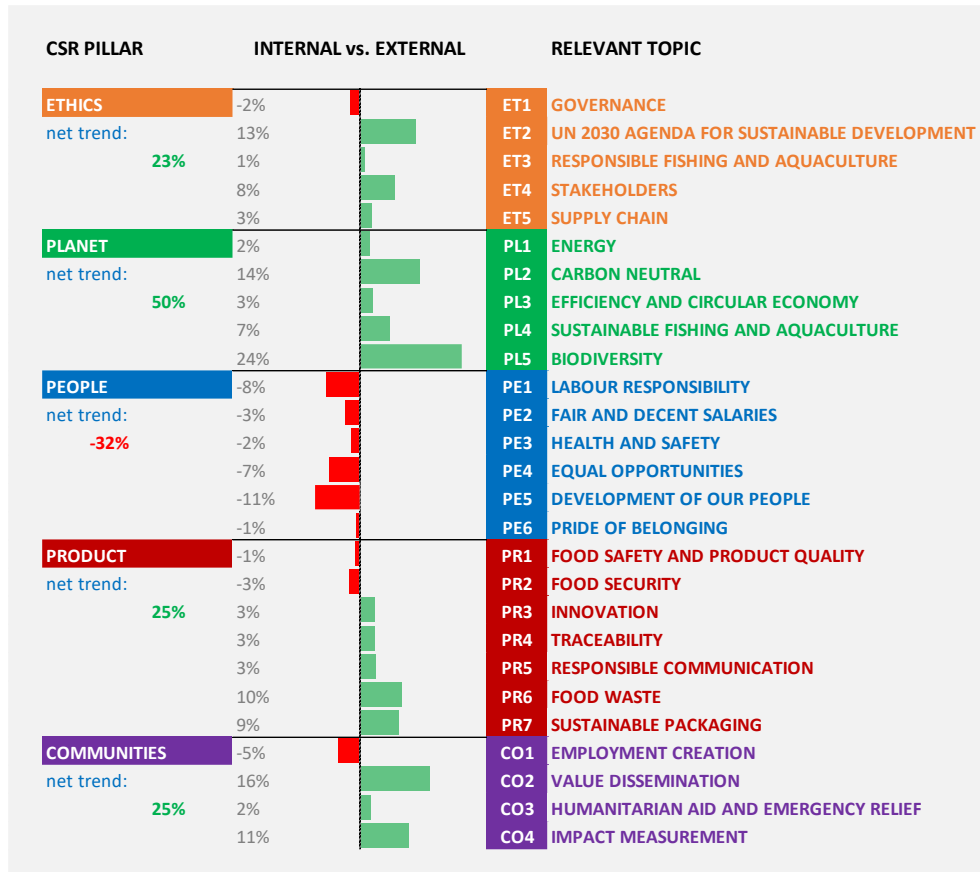 CSR PILLAR INTERNAL vs. EXTERNAL RELEVANT TOPIC
ETHICS -2% ET1 GOVERNANCE
net trend: 13% ET2 UN 2030 AGENDA FOR SUSTAINABLE DEVELOPMENT
23% 1% ET3 RESPONSIBLE FISHING AND AQUACULTURE
8% ET4 STAKEHOLDERS
3% ET5 SUPPLY CHAIN
PLANET 2% PL1 ENERGY
net trend: 14% PL2 CARBON NEUTRAL
50% 3% PL3 EFFICIENCY AND CIRCULAR ECONOMY
7% PL4 SUSTAINABLE FISHING AND AQUACULTURE
24% PL5 BIODIVERSITY
PEOPLE -8% PE1 LABOUR RESPONSIBILITY
net trend: -3% PE2 FAIR AND DECENT SALARIES
-32% -2% PE3 HEALTH AND SAFETY
-7% PE4 EQUAL OPPORTUNITIES
-11% PE5 DEVELOPMENT OF OUR PEOPLE
-1% PE6 PRIDE OF BELONGING
PRODUCT -1% PR1 FOOD SAFETY AND PRODUCT QUALITY
net trend: -3% PR2 FOOD SECURITY
25% 3% PR3 INNOVATION
3% PR4 TRACEABILITY
3% PR5 RESPONSIBLE COMMUNICATION
10% PR6 FOOD WASTE
9% PR7 SUSTAINABLE PACKAGING
COMMUNITIES -5% CO1 EMPLOYMENT CREATION
net trend: 16% CO2 VALUE DISSEMINATION
25% 2% CO3 HUMANITARIAN AID AND EMERGENCY RELIEF
11% CO4 IMPACT MEASUREMENT